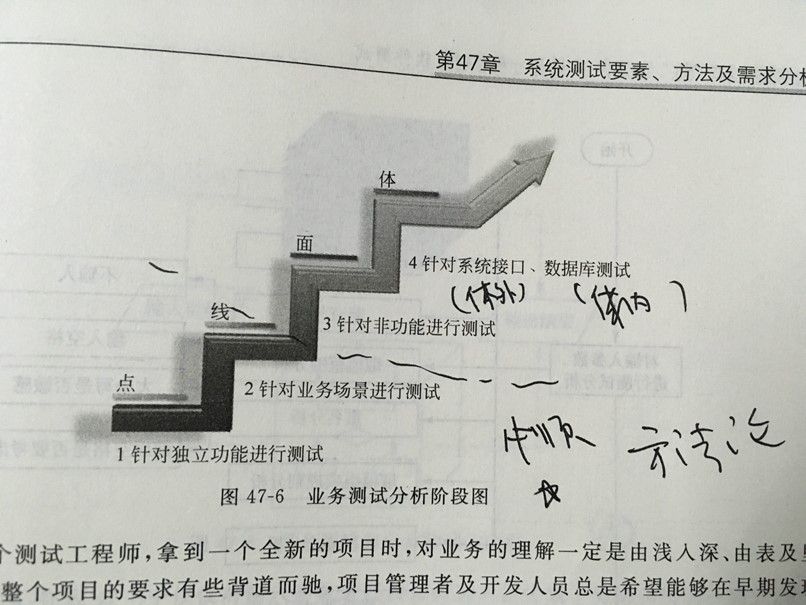 第47章 系统测试要素、方法及需求分析
体
面
4 针对系统接口、数据库测试
(体外) (体内)
线
3 针对非功能进行测试
点
2 针对业务场景进行测试
1 针对独立功能进行测试
方法论
图 47-6 业务测试分析阶段图
个测试工程师,拿到一个全新的项目时,对业务的理解一定是由浅入深、由表及里
整个项目的要求有些背道而驰,项目管理者及开发人员总是希望能够在早期发现